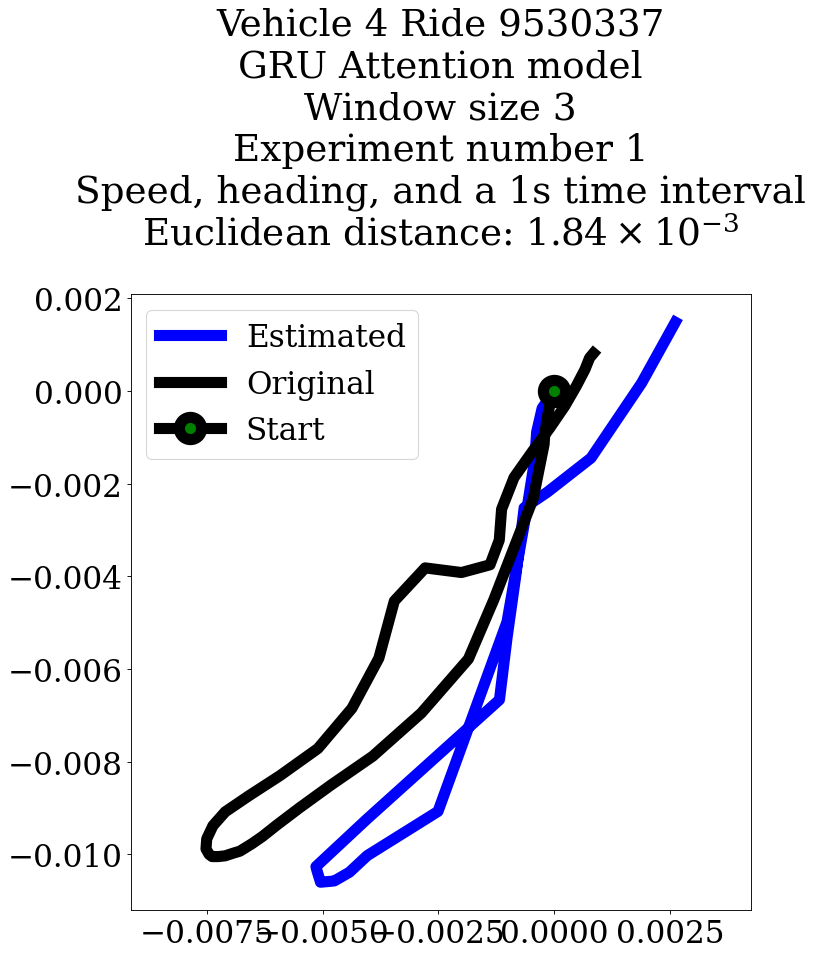 Vehicle 4 Ride 9530337
GRU Attention model
Window size 3
Experiment number 1
Speed, heading, and a 1s time interval
Euclidean distance: 1.84 × 10⁻³
0.002
Estimated
Original
Start
0.000
−0.002
−0.004
−0.006
−0.008
−0.010
−0.0075 −0.0050 −0.0025 0.0000 0.0025